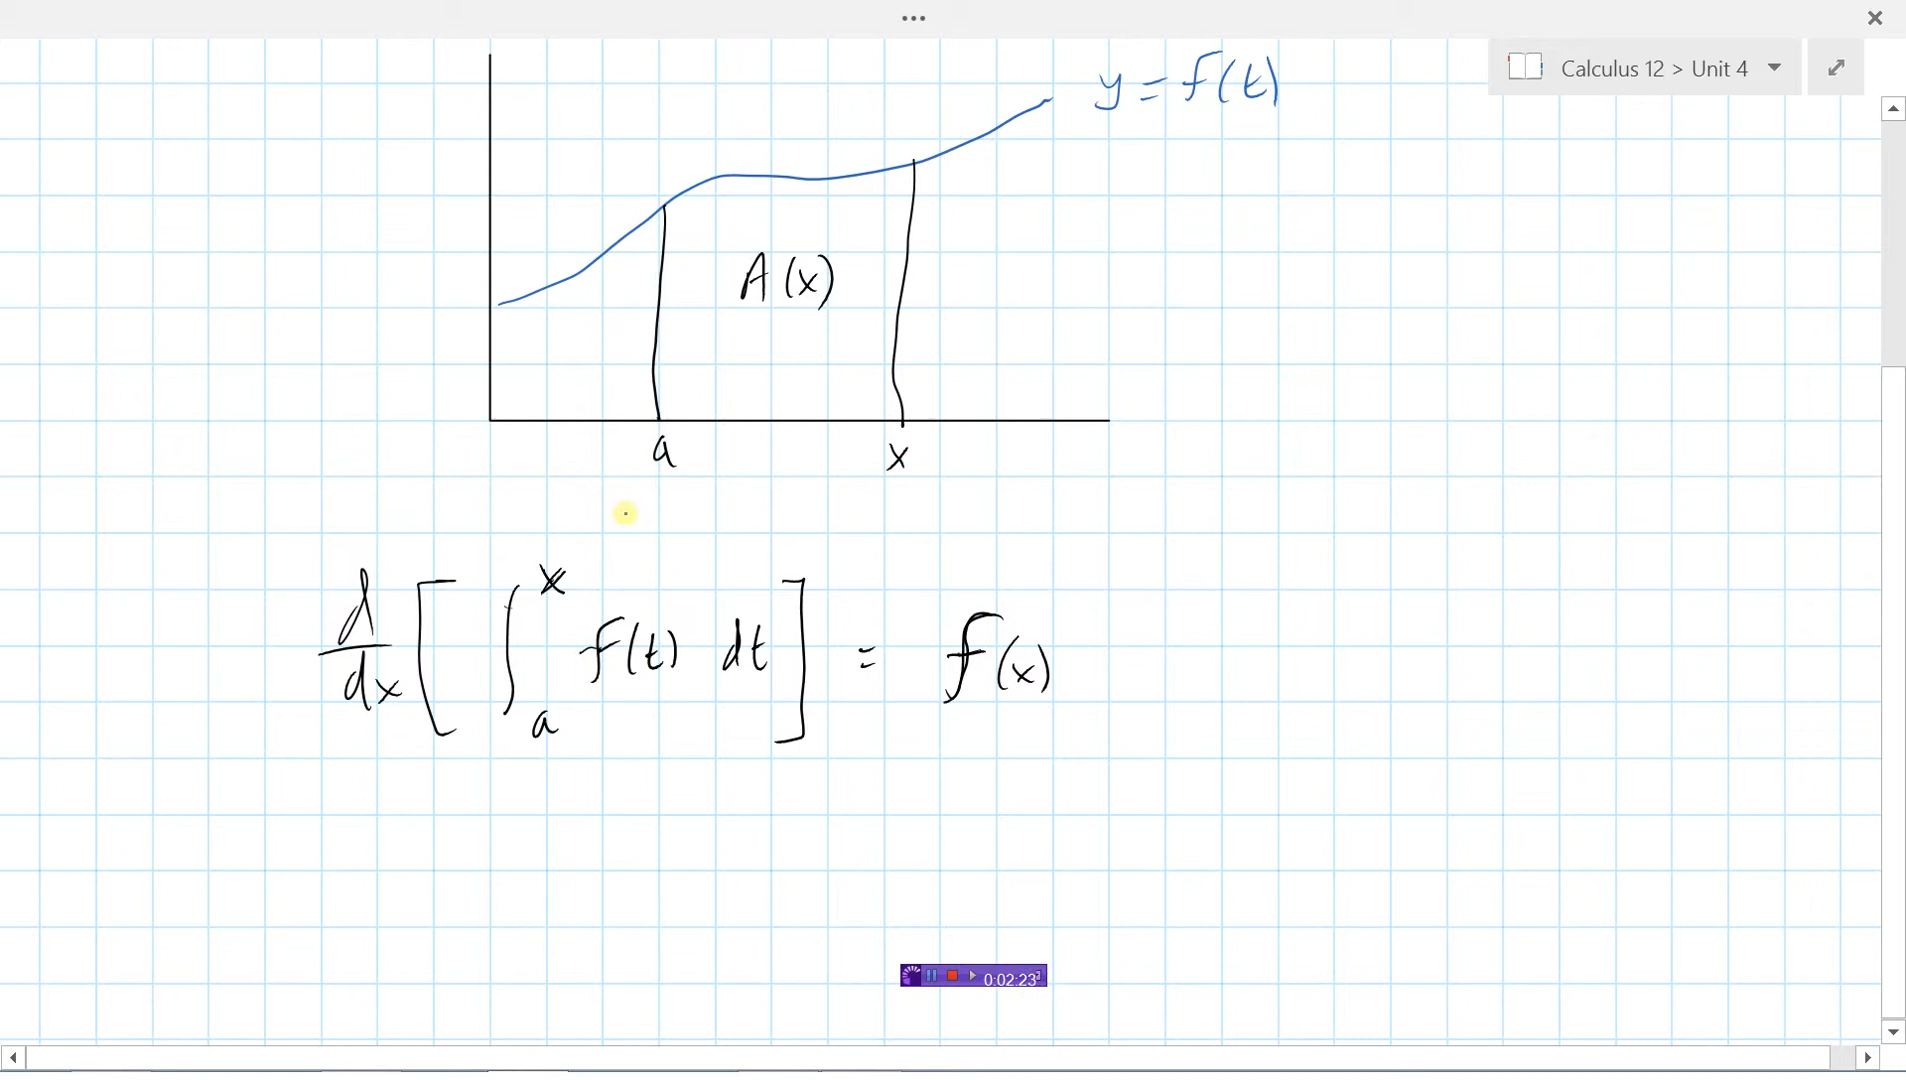 ...
Calculus 12 > Unit 4
y = f(t)
A(x)
a x
d/dx [ ∫_a^x f(t) dt ] = f(x)
0:02:23